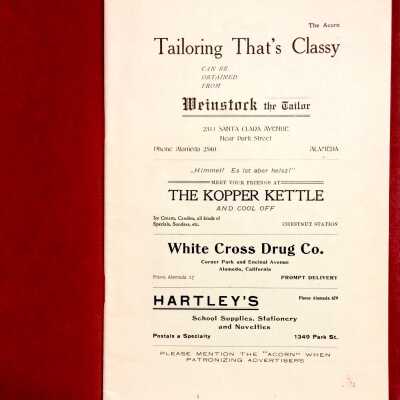 The Acorn
Tailoring That's Classy
CAN BE
OBTAINED
FROM
Weinstock the Tailor
SANTA CLARA AVENUE
Near Park Street
Phone Alameda 2540 ALAMEDA
„Himmel! Es ist aber heisz!"
MEET YOUR FRIENDS AT
THE KOPPER KETTLE
AND COOL OFF
Ice Cream, Candies, all kinds of
Specials, Sundaes, etc. CHESTNUT STATION
White Cross Drug Co.
Corner Park and Encinal Avenue
Alameda, California
Phone Alameda PROMPT DELIVERY
HARTLEY'S Phone Alameda
School Supplies, Stationery
and Novelties
Postals a Specialty 1349 Park St.
PLEASE MENTION THE "ACORN" WHEN
PATRONIZING ADVERTISERS